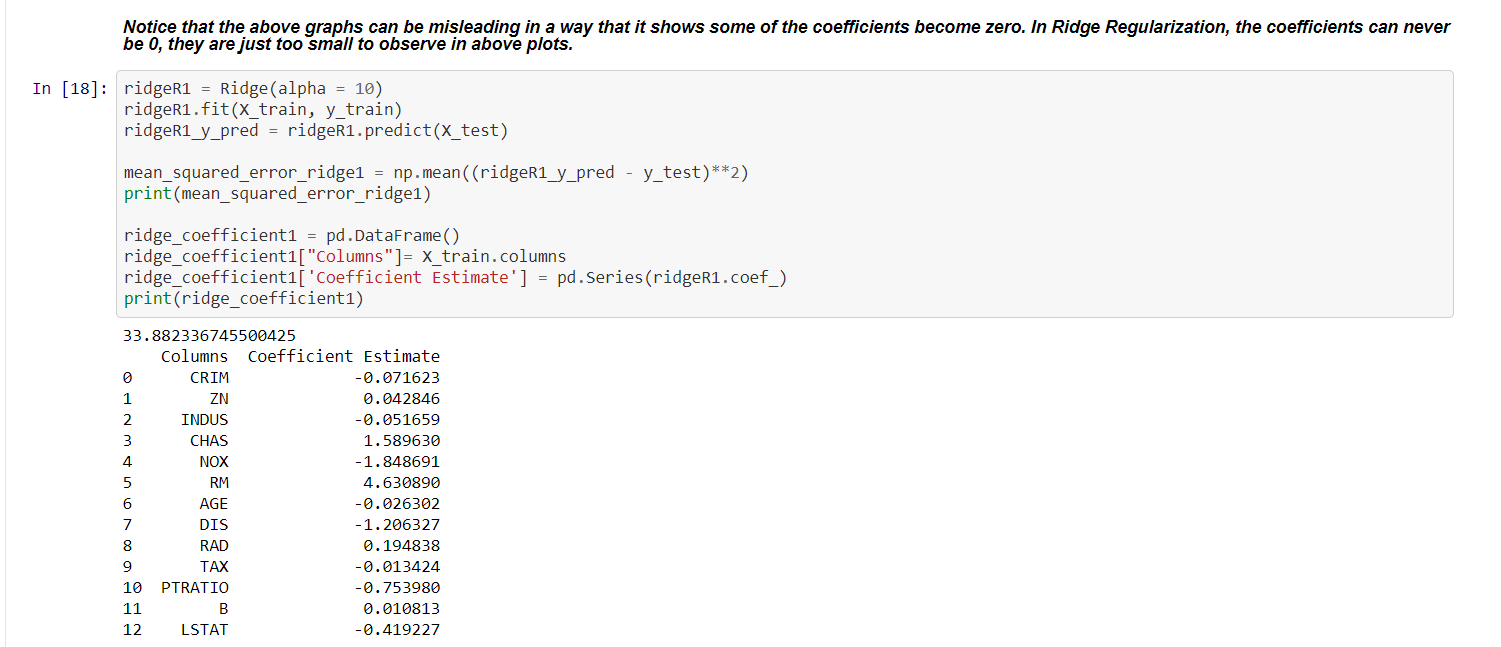 Notice that the above graphs can be misleading in a way that it shows some of the coefficients become zero. In Ridge Regularization, the coefficients can never
be 0, they are just too small to observe in above plots.
In [18]: ridgeR1 = Ridge(alpha = 10)
ridgeR1.fit(X_train, y_train)
ridgeR1_y_pred = ridgeR1.predict(X_test)
mean_squared_error_ridge1 = np.mean((ridgeR1_y_pred - y_test)**2)
print(mean_squared_error_ridge1)
ridge_coefficient1 = pd.DataFrame()
ridge_coefficient1["Columns"]= X_train.columns
ridge_coefficient1['Coefficient Estimate'] = pd.Series(ridgeR1.coef_)
print(ridge_coefficient1)
33.882336745500425
Columns Coefficient Estimate
0 CRIM -0.071623
1 ZN 0.042846
2 INDUS -0.051659
3 CHAS 1.589630
4 NOX -1.848691
5 RM 4.630890
6 AGE -0.026302
7 DIS -1.206327
8 RAD 0.194838
9 TAX -0.013424
10 PTRATIO -0.753980
11 B 0.010813
12 LSTAT -0.419227